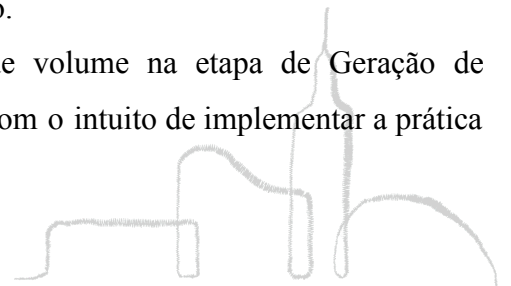 o.
e volume na etapa de Geração de
om o intuito de implementar a prática